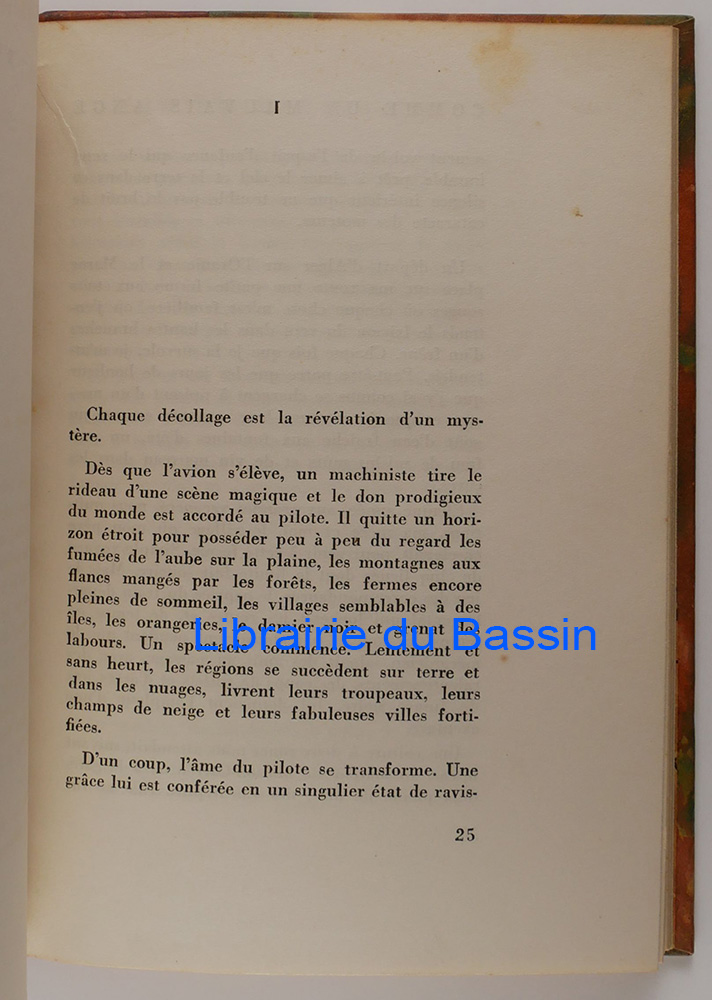 I
Chaque décollage est la révélation d'un mys-
tère.
Dès que l'avion s'élève, un machiniste tire le
rideau d'une scène magique et le don prodigieux
du monde est accordé au pilote. Il quitte un hori-
zon étroit pour posséder peu à peu du regard les
fumées de l'aube sur la plaine, les montagnes aux
flancs mangés par les forêts, les fermes encore
pleines de sommeil, les villages semblables à des
îles, les orangeries, le damier noir et grenat de
labours. Un spectacle commence. Lentement et
sans heurt, les régions se succèdent sur terre et
dans les nuages, livrent leurs troupeaux, leurs
champs de neige et leurs fabuleuses villes forti-
fiées.
D'un coup, l'âme du pilote se transforme. Une
grâce lui est conférée en un singulier état de ravis-
25
Librairie du Bassin